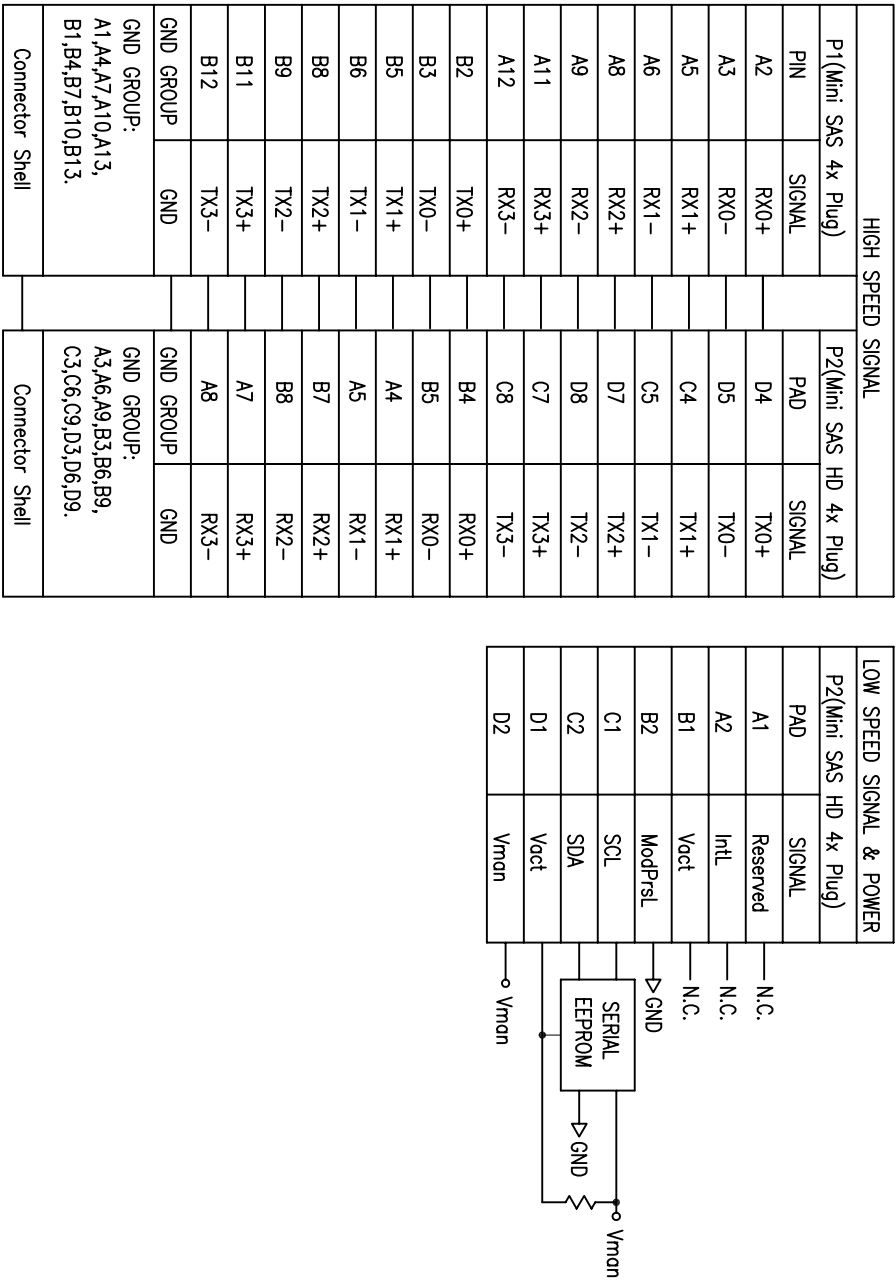 HIGH SPEED SIGNAL
P1(Mini SAS 4x Plug) P2(Mini SAS HD 4x Plug)
PIN SIGNAL PAD SIGNAL
A2 RX0+ D4 TX0+
A3 RX0- D5 TX0-
A5 RX1+ C4 TX1+
A6 RX1- C5 TX1-
A8 RX2+ D7 TX2+
A9 RX2- D8 TX2-
A11 RX3+ C7 TX3+
A12 RX3- C8 TX3-
B2 TX0+ B4 RX0+
B3 TX0- B5 RX0-
B5 TX1+ A4 RX1+
B6 TX1- A5 RX1-
B8 TX2+ B7 RX2+
B9 TX2- B8 RX2-
B11 TX3+ A7 RX3+
B12 TX3- A8 RX3-
GND GROUP GND GND GROUP GND
GND GROUP: GND GROUP:
A1,A4,A7,A10,A13, A3,A6,A9,B3,B6,B9,
B1,B4,B7,B10,B13. C3,C6,C9,D3,D6,D9.
Connector Shell Connector Shell
LOW SPEED SIGNAL & POWER
P2(Mini SAS HD 4x Plug)
PAD SIGNAL
A1 Reserved N.C.
A2 IntL N.C.
B1 Vact N.C.
B2 ModPrsL GND
C1 SCL
C2 SDA
D1 Vact
D2 Vman Vman
SERIAL
EEPROM
GND
Vman